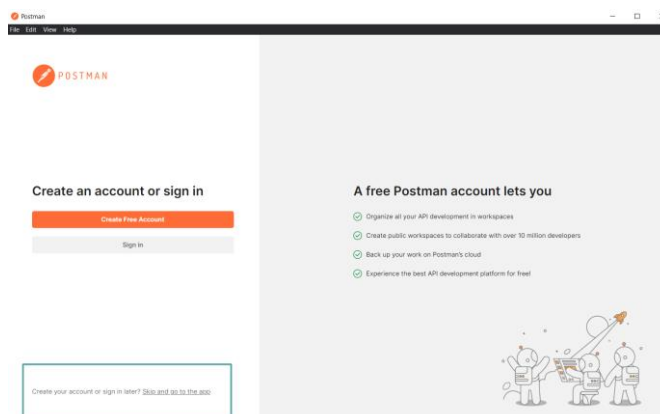 Postman
File Edit View Help
POSTMAN
Create an account or sign in
Create Free Account
Sign in
Create your account or sign in later? Skip and go to the app
A free Postman account lets you
Organize all your API development in workspaces
Create public workspaces to collaborate with over 10 million developers
Back up your work on Postman's cloud
Experience the best API development platform for free!